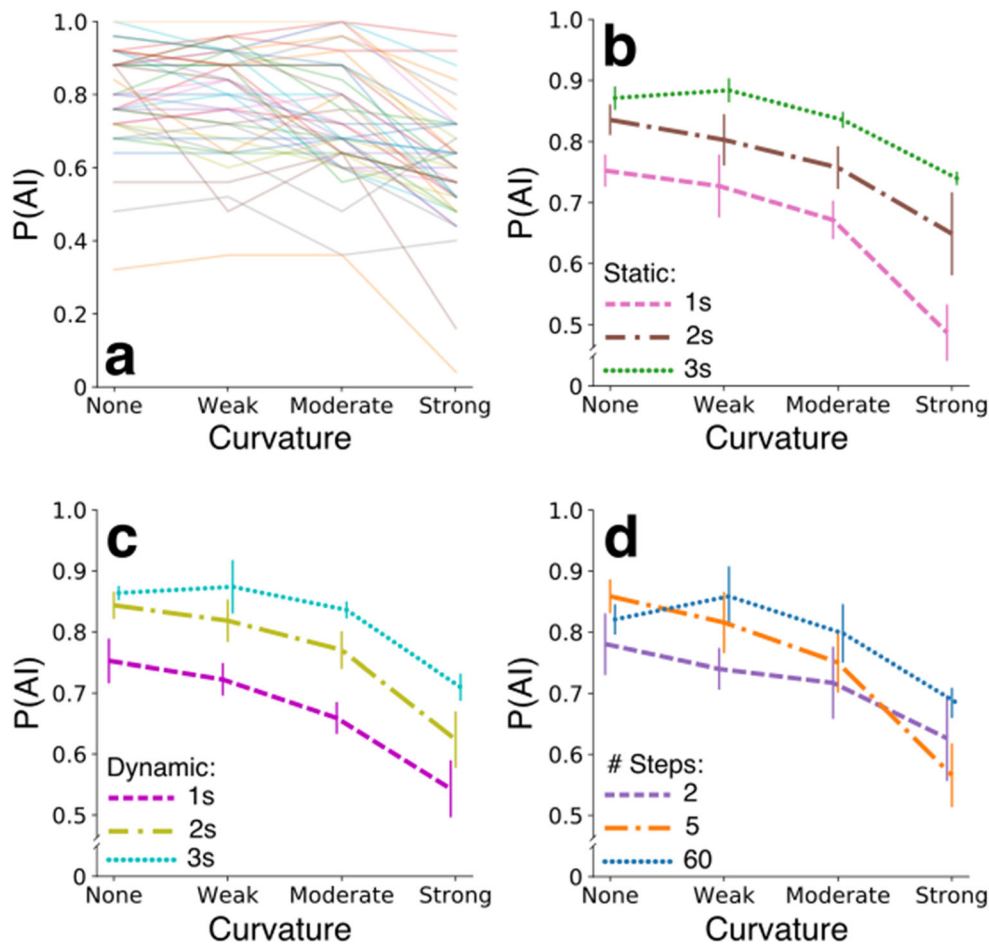 1.0
0.8
0.6
0.4
0.2
0
P(AI)
a
None Weak Moderate Strong
Curvature
1.0
0.9
0.8
0.7
0.6
0.5
0
P(AI)
b
Static:
1s
2s
3s
None Weak Moderate Strong
Curvature
1.0
0.9
0.8
0.7
0.6
0.5
0
P(AI)
c
Dynamic:
1s
2s
3s
None Weak Moderate Strong
Curvature
1.0
0.9
0.8
0.7
0.6
0.5
0
P(AI)
d
# Steps:
2
5
60
None Weak Moderate Strong
Curvature